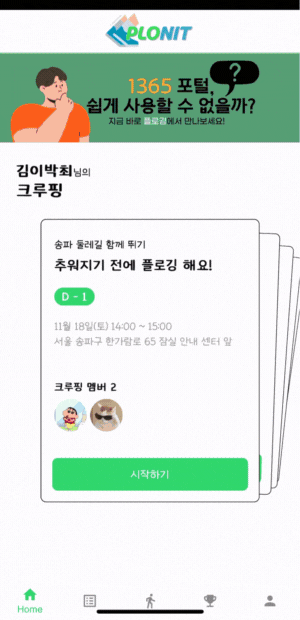 PLONIT
?
1365 포털,
쉽게 사용할 수 없을까?
지금 바로 플로깅에서 만나보세요!
김이박최님의
크루핑
송파 둘레길 함께 뛰기
추워지기 전에 플로깅 해요!
D - 1
11월 18일(토) 14:00 ~ 15:00
서울 송파구 한가람로 65 잠실 안내 센터 앞
크루핑 멤버 2
시작하기
Home